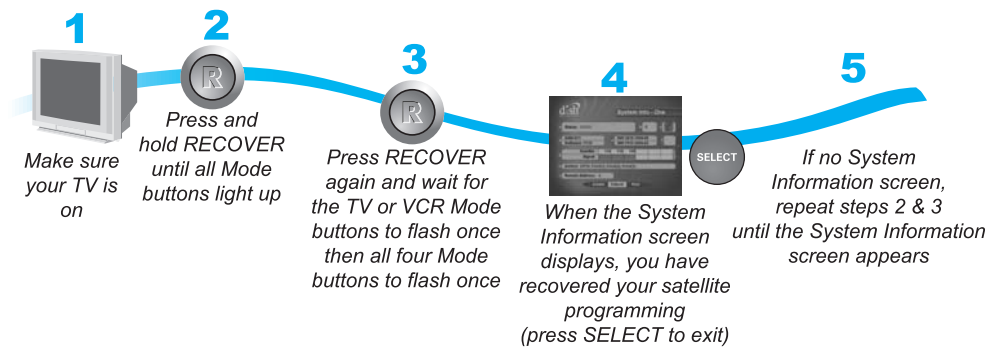 1
Make sure
your TV is
on
2
R
Press and
hold RECOVER
until all Mode
buttons light up
3
R
Press RECOVER
again and wait for
the TV or VCR Mode
buttons to flash once
then all four Mode
buttons to flash once
4
dish
System Info - One
SELECT
When the System
Information screen
displays, you have
recovered your satellite
programming
(press SELECT to exit)
5
If no System
Information screen,
repeat steps 2 & 3
until the System Information
screen appears